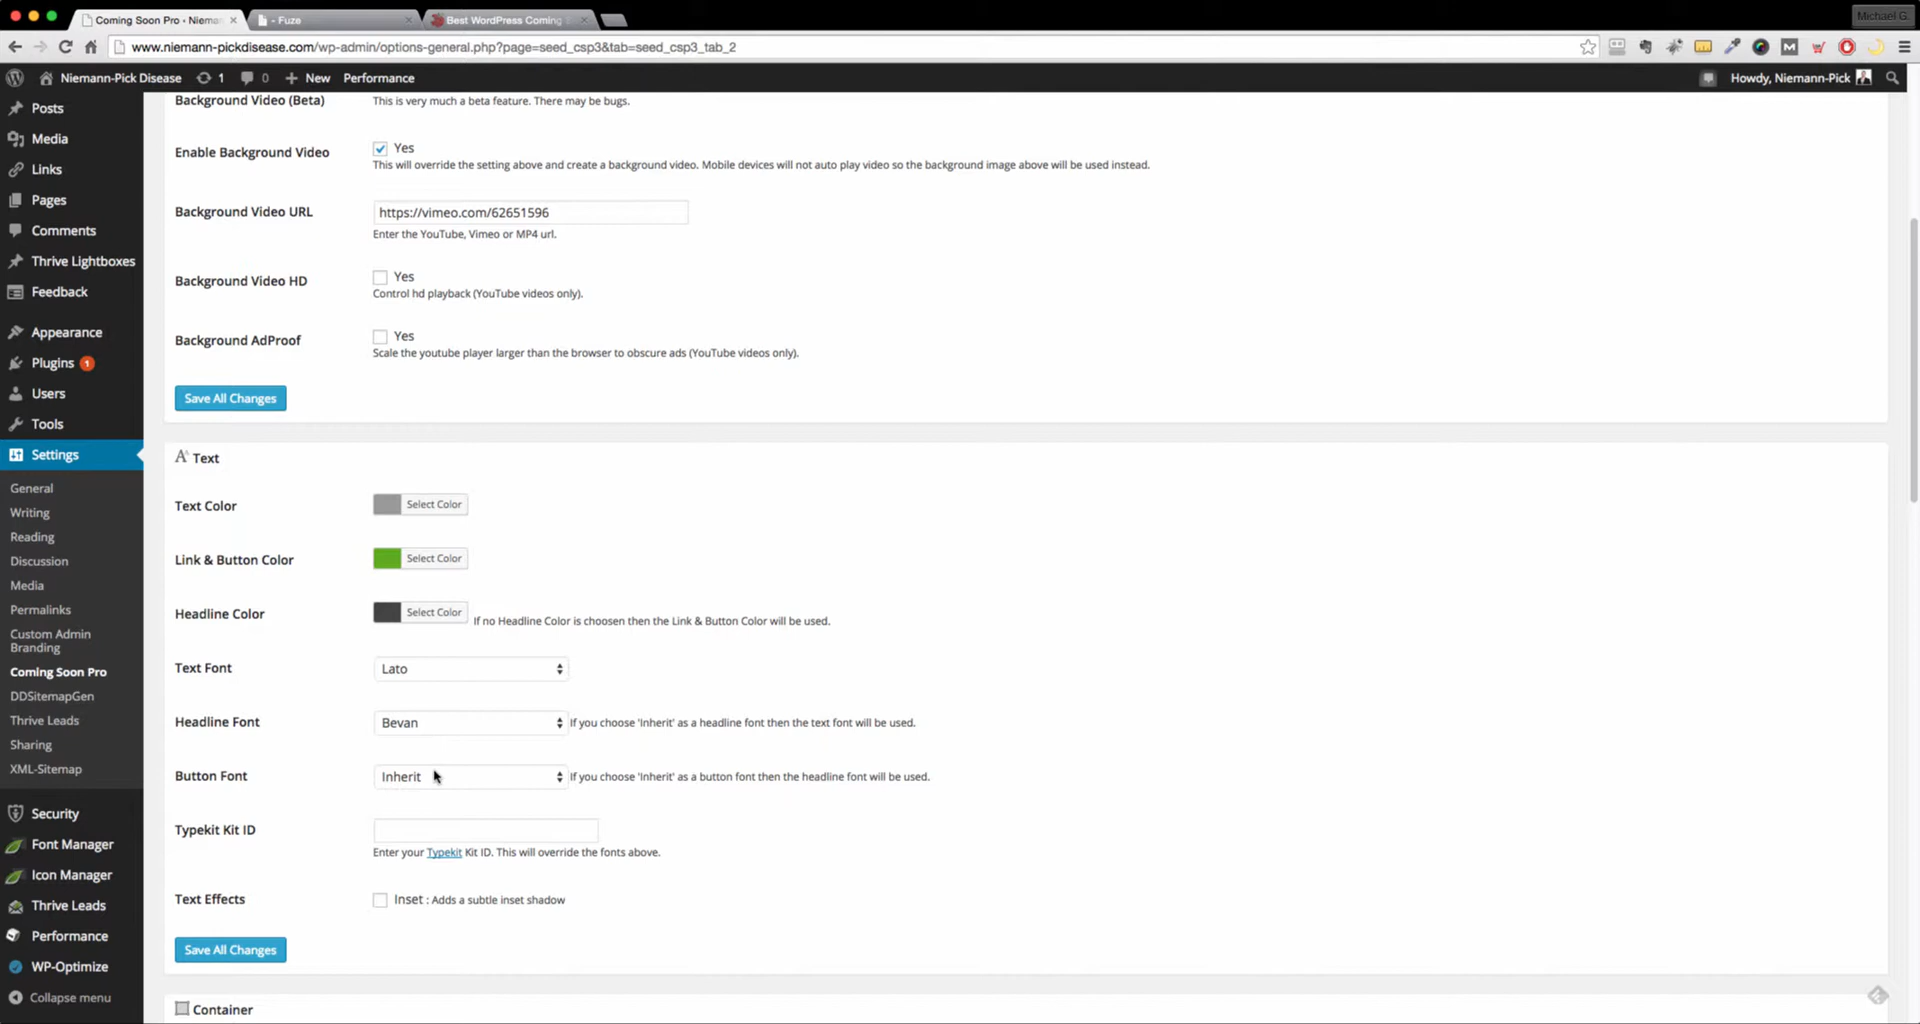 Coming Soon Pro • Niema
- Fuze
Best WordPress Coming S
Michael G.
www.niemann-pickdisease.com/wp-admin/options-general.php?page=seed_csp3&tab=seed_csp3_tab_2
Niemann-Pick Disease 1 0 + New Performance
Howdy, Niemann-Pick
Posts
Media
Links
Pages
Comments
Thrive Lightboxes
Feedback
Appearance
Plugins 1
Users
Tools
Settings
General
Writing
Reading
Discussion
Media
Permalinks
Custom Admin
Branding
Coming Soon Pro
DDSitemapGen
Thrive Leads
Sharing
XML-Sitemap
Security
Font Manager
Icon Manager
Thrive Leads
Performance
WP-Optimize
Collapse menu
Background Video (Beta) This is very much a beta feature. There may be bugs.
Enable Background Video Yes
This will override the setting above and create a background video. Mobile devices will not auto play video so the background image above will be used instead.
Background Video URL https://vimeo.com/62651596
Enter the YouTube, Vimeo or MP4 url.
Background Video HD Yes
Control hd playback (YouTube videos only).
Background AdProof Yes
Scale the youtube player larger than the browser to obscure ads (YouTube videos only).
Save All Changes
A Text
Text Color Select Color
Link & Button Color Select Color
Headline Color Select Color If no Headline Color is choosen then the Link & Button Color will be used.
Text Font Lato
Headline Font Bevan If you choose 'Inherit' as a headline font then the text font will be used.
Button Font Inherit If you choose 'Inherit' as a button font then the headline font will be used.
Typekit Kit ID
Enter your Typekit Kit ID. This will override the fonts above.
Text Effects Inset : Adds a subtle inset shadow
Save All Changes
Container